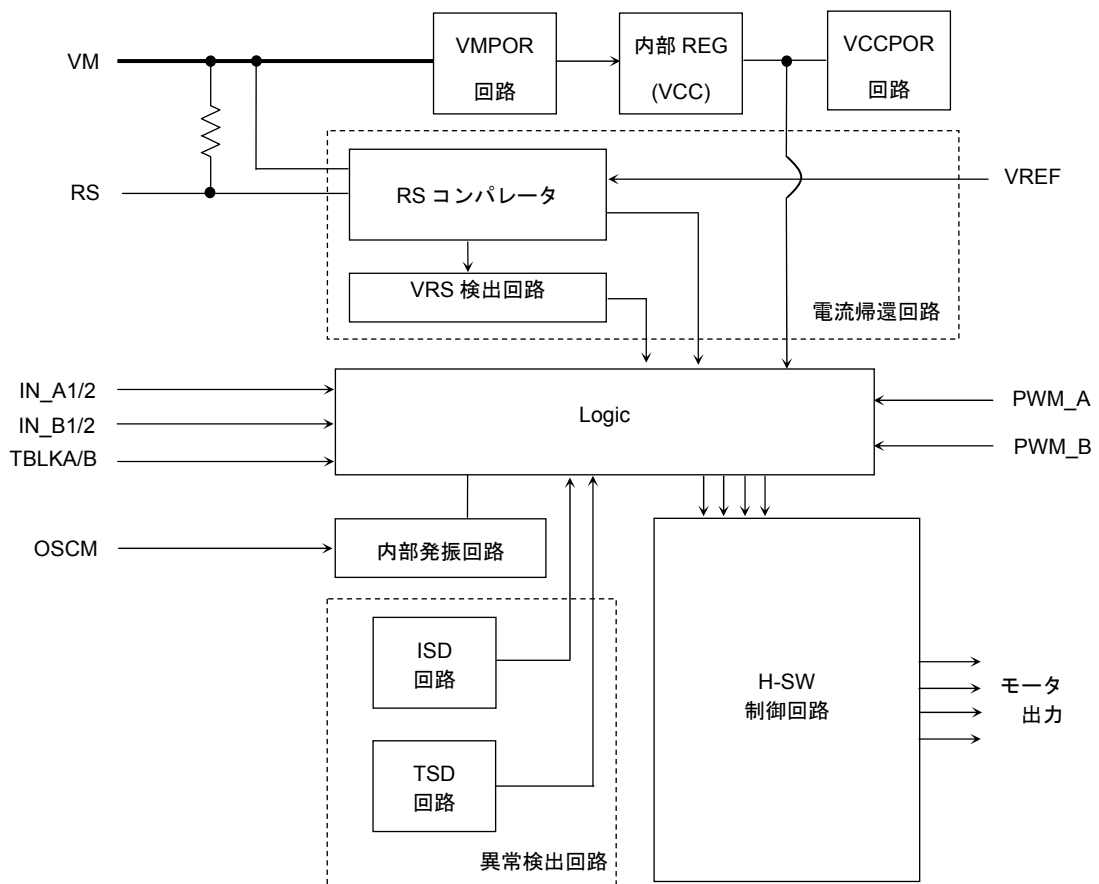 VMPOR
回路
内部 REG
(VCC)
VCCPOR
回路
VM
RS
RS コンパレータ
VREF
VRS 検出回路
電流帰還回路
IN_A1/2
IN_B1/2
TBLKA/B
Logic
PWM_A
PWM_B
OSCM
内部発振回路
ISD
回路
TSD
回路
異常検出回路
H-SW
制御回路
モータ
出力